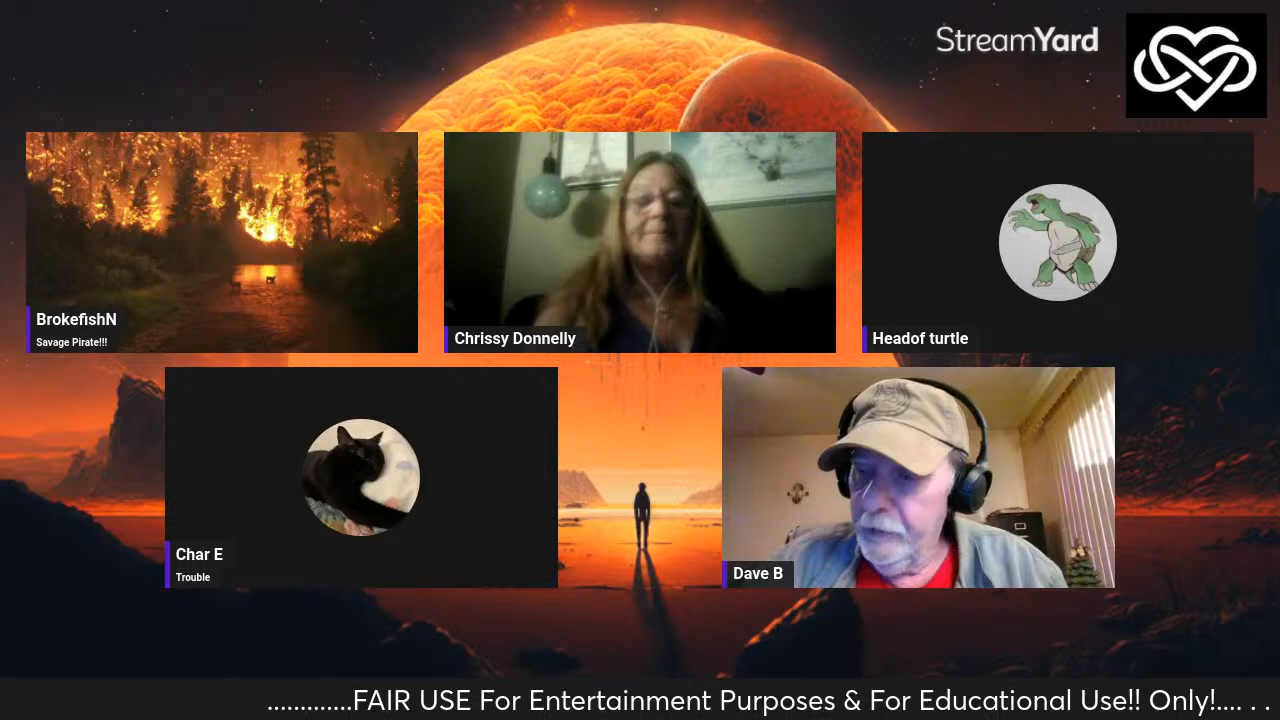 StreamYard
BrokefishN
Savage Pirate!!!
Chrissy Donnelly
Headof turtle
Char E
Trouble
Dave B
.............FAIR USE For Entertainment Purposes & For Educational Use!! Only!.... . .